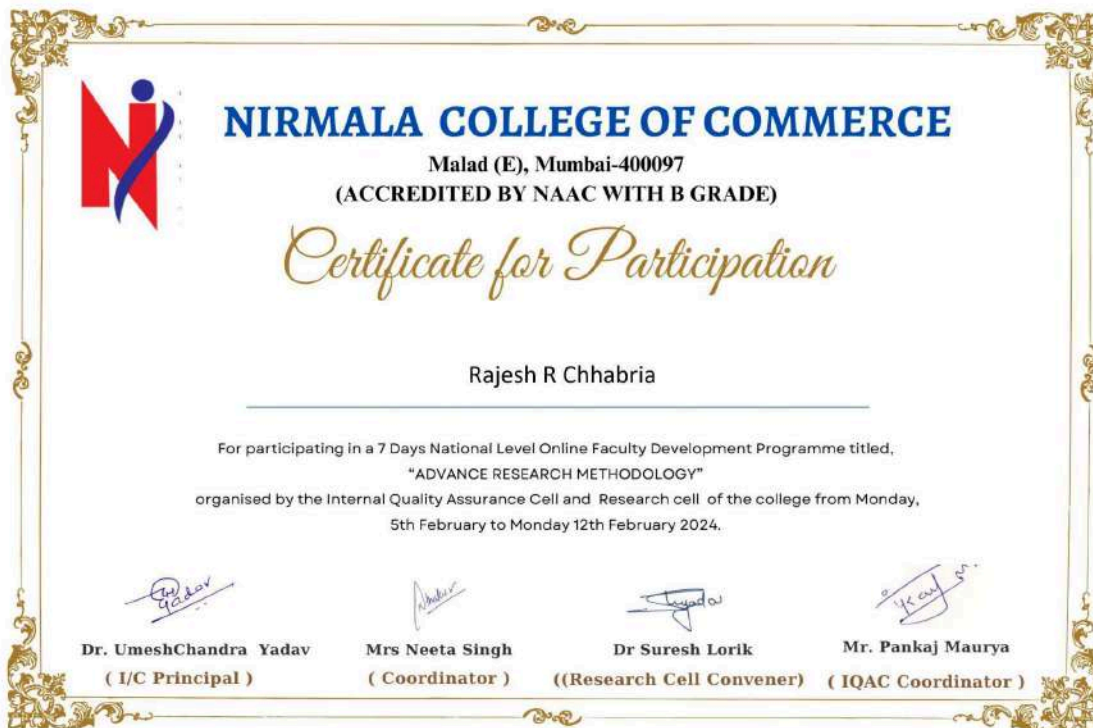 NIRMALA COLLEGE OF COMMERCE
Malad (E), Mumbai-400097
(ACCREDITED BY NAAC WITH B GRADE)
Certificate for Participation
Rajesh R Chhabria
For participating in a 7 Days National Level Online Faculty Development Programme titled,
"ADVANCE RESEARCH METHODOLOGY"
organised by the Internal Quality Assurance Cell and Research cell of the college from Monday,
5th February to Monday 12th February 2024.
Dr. UmeshChandra Yadav
( I/C Principal )
Mrs Neeta Singh
( Coordinator )
Dr Suresh Lorik
((Research Cell Convener)
Mr. Pankaj Maurya
( IQAC Coordinator )